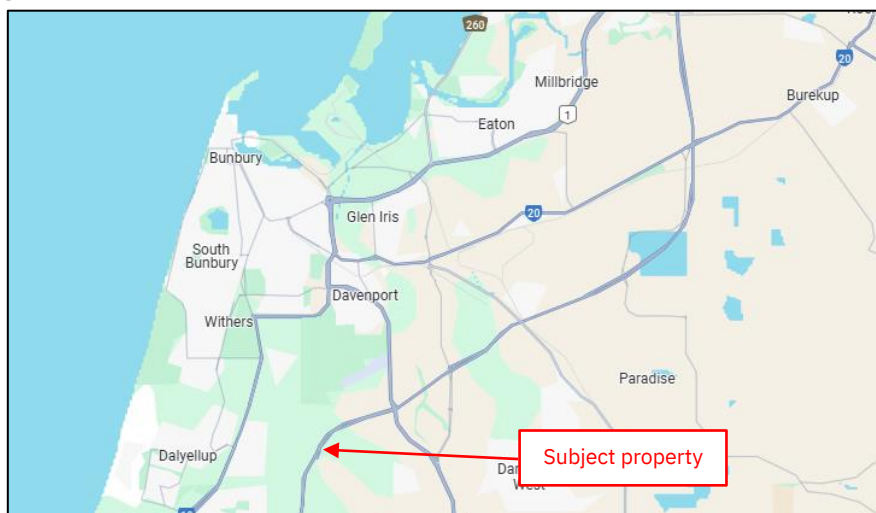 260
Millbridge
20
Burekup
Eaton
1
Bunbury
Glen Iris
20
South
Bunbury
Davenport
Withers
Paradise
Subject property
Dalyellup
West